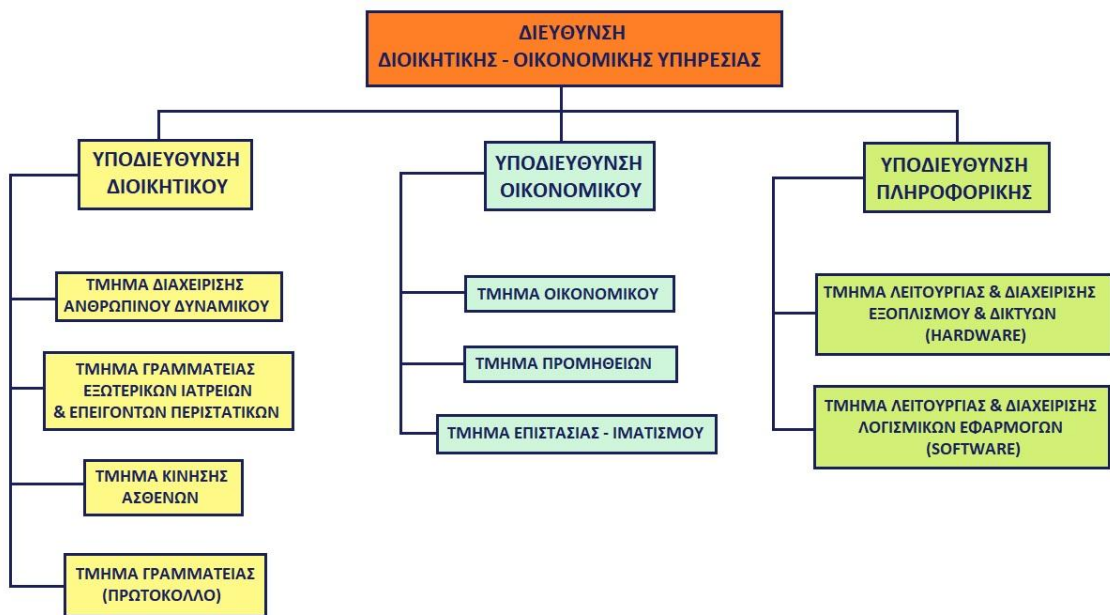 ΔΙΕΥΘΥΝΣΗ
ΔΙΟΙΚΗΤΙΚΗΣ - ΟΙΚΟΝΟΜΙΚΗΣ ΥΠΗΡΕΣΙΑΣ
ΥΠΟΔΙΕΥΘΥΝΣΗ
ΔΙΟΙΚΗΤΙΚΟΥ
ΤΜΗΜΑ ΔΙΑΧΕΙΡΙΣΗΣ
ΑΝΘΡΩΠΙΝΟΥ ΔΥΝΑΜΙΚΟΥ
ΤΜΗΜΑ ΓΡΑΜΜΑΤΕΙΑΣ
ΕΞΩΤΕΡΙΚΩΝ ΙΑΤΡΕΙΩΝ
& ΕΠΕΙΓΟΝΤΩΝ ΠΕΡΙΣΤΑΤΙΚΩΝ
ΤΜΗΜΑ ΚΙΝΗΣΗΣ
ΑΣΘΕΝΩΝ
ΤΜΗΜΑ ΓΡΑΜΜΑΤΕΙΑΣ
(ΠΡΩΤΟΚΟΛΛΟ)
ΥΠΟΔΙΕΥΘΥΝΣΗ
ΟΙΚΟΝΟΜΙΚΟΥ
ΤΜΗΜΑ ΟΙΚΟΝΟΜΙΚΟΥ
ΤΜΗΜΑ ΠΡΟΜΗΘΕΙΩΝ
ΤΜΗΜΑ ΕΠΙΣΤΑΣΙΑΣ - ΙΜΑΤΙΣΜΟΥ
ΥΠΟΔΙΕΥΘΥΝΣΗ
ΠΛΗΡΟΦΟΡΙΚΗΣ
ΤΜΗΜΑ ΛΕΙΤΟΥΡΓΙΑΣ & ΔΙΑΧΕΙΡΙΣΗΣ
ΕΞΟΠΛΙΣΜΟΥ & ΔΙΚΤΥΩΝ
(HARDWARE)
ΤΜΗΜΑ ΛΕΙΤΟΥΡΓΙΑΣ & ΔΙΑΧΕΙΡΙΣΗΣ
ΛΟΓΙΣΜΙΚΩΝ ΕΦΑΡΜΟΓΩΝ
(SOFTWARE)